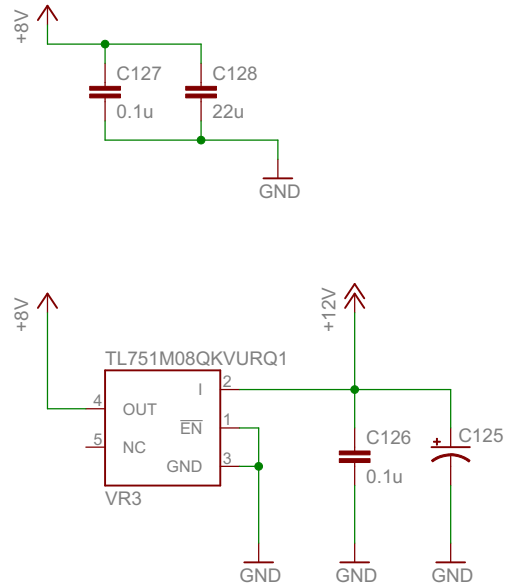 +8V
C127
C128
0.1u
22u
GND
+8V
+12V
TL751M08QKVURQ1
I
2
4
OUT
EN
1
5
NC
GND
3
VR3
C126
C125
0.1u
+
GND
GND
GND